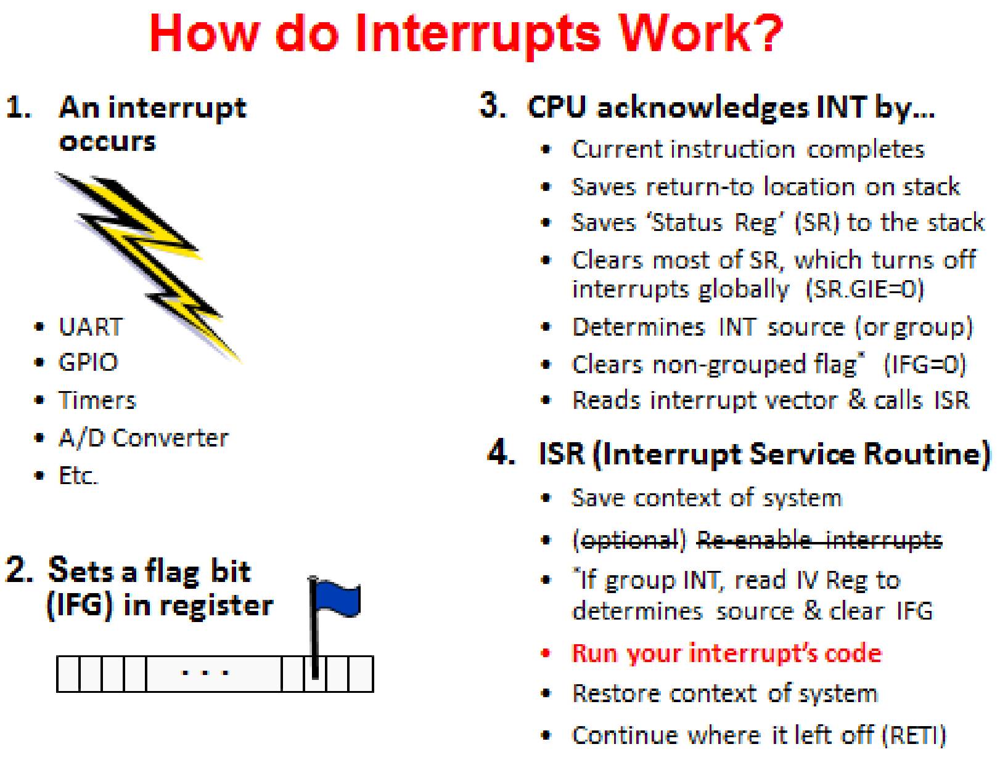 How do Interrupts Work?
1. An interrupt
occurs
• UART
• GPIO
• Timers
• A/D Converter
• Etc.
2. Sets a flag bit
(IFG) in register
. . .
3. CPU acknowledges INT by...
• Current instruction completes
• Saves return-to location on stack
• Saves ‘Status Reg’ (SR) to the stack
• Clears most of SR, which turns off
interrupts globally (SR.GIE=0)
• Determines INT source (or group)
• Clears non-grouped flag* (IFG=0)
• Reads interrupt vector & calls ISR
4. ISR (Interrupt Service Routine)
• Save context of system
• (optional) Re-enable interrupts
• *If group INT, read IV Reg to
determines source & clear IFG
• Run your interrupt’s code
• Restore context of system
• Continue where it left off (RETI)